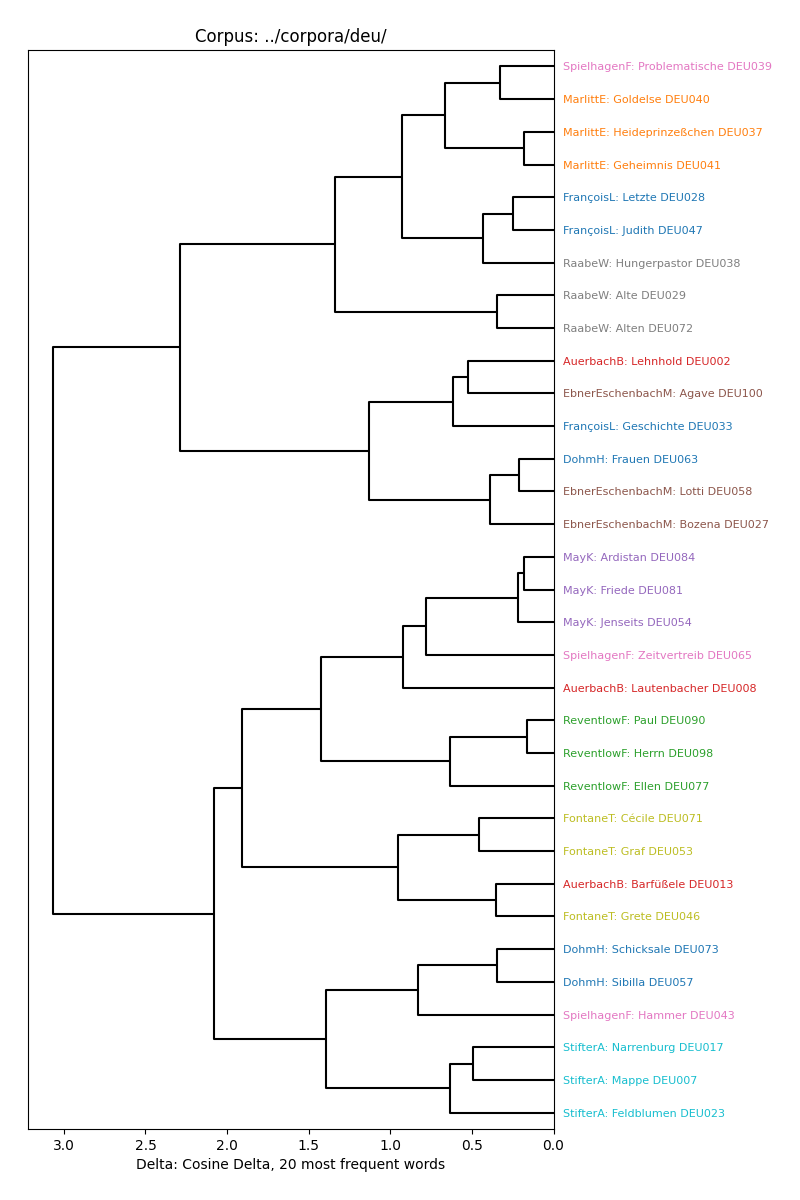 Corpus: ../corpora/deu/
SpielhagenF: Problematische DEU039
MarlittE: Goldelse DEU040
MarlittE: Heideprinzeßchen DEU037
MarlittE: Geheimnis DEU041
FrançoisL: Letzte DEU028
FrançoisL: Judith DEU047
RaabeW: Hungerpastor DEU038
RaabeW: Alte DEU029
RaabeW: Alten DEU072
AuerbachB: Lehnhold DEU002
EbnerEschenbachM: Agave DEU100
FrançoisL: Geschichte DEU033
DohmH: Frauen DEU063
EbnerEschenbachM: Lotti DEU058
EbnerEschenbachM: Bozena DEU027
MayK: Ardistan DEU084
MayK: Friede DEU081
MayK: Jenseits DEU054
SpielhagenF: Zeitvertreib DEU065
AuerbachB: Lautenbacher DEU008
ReventlowF: Paul DEU090
ReventlowF: Herrn DEU098
ReventlowF: Ellen DEU077
FontaneT: Cécile DEU071
FontaneT: Graf DEU053
AuerbachB: Barfüßele DEU013
FontaneT: Grete DEU046
DohmH: Schicksale DEU073
DohmH: Sibilla DEU057
SpielhagenF: Hammer DEU043
StifterA: Narrenburg DEU017
StifterA: Mappe DEU007
StifterA: Feldblumen DEU023
3.0 2.5 2.0 1.5 1.0 0.5 0.0
Delta: Cosine Delta, 20 most frequent words